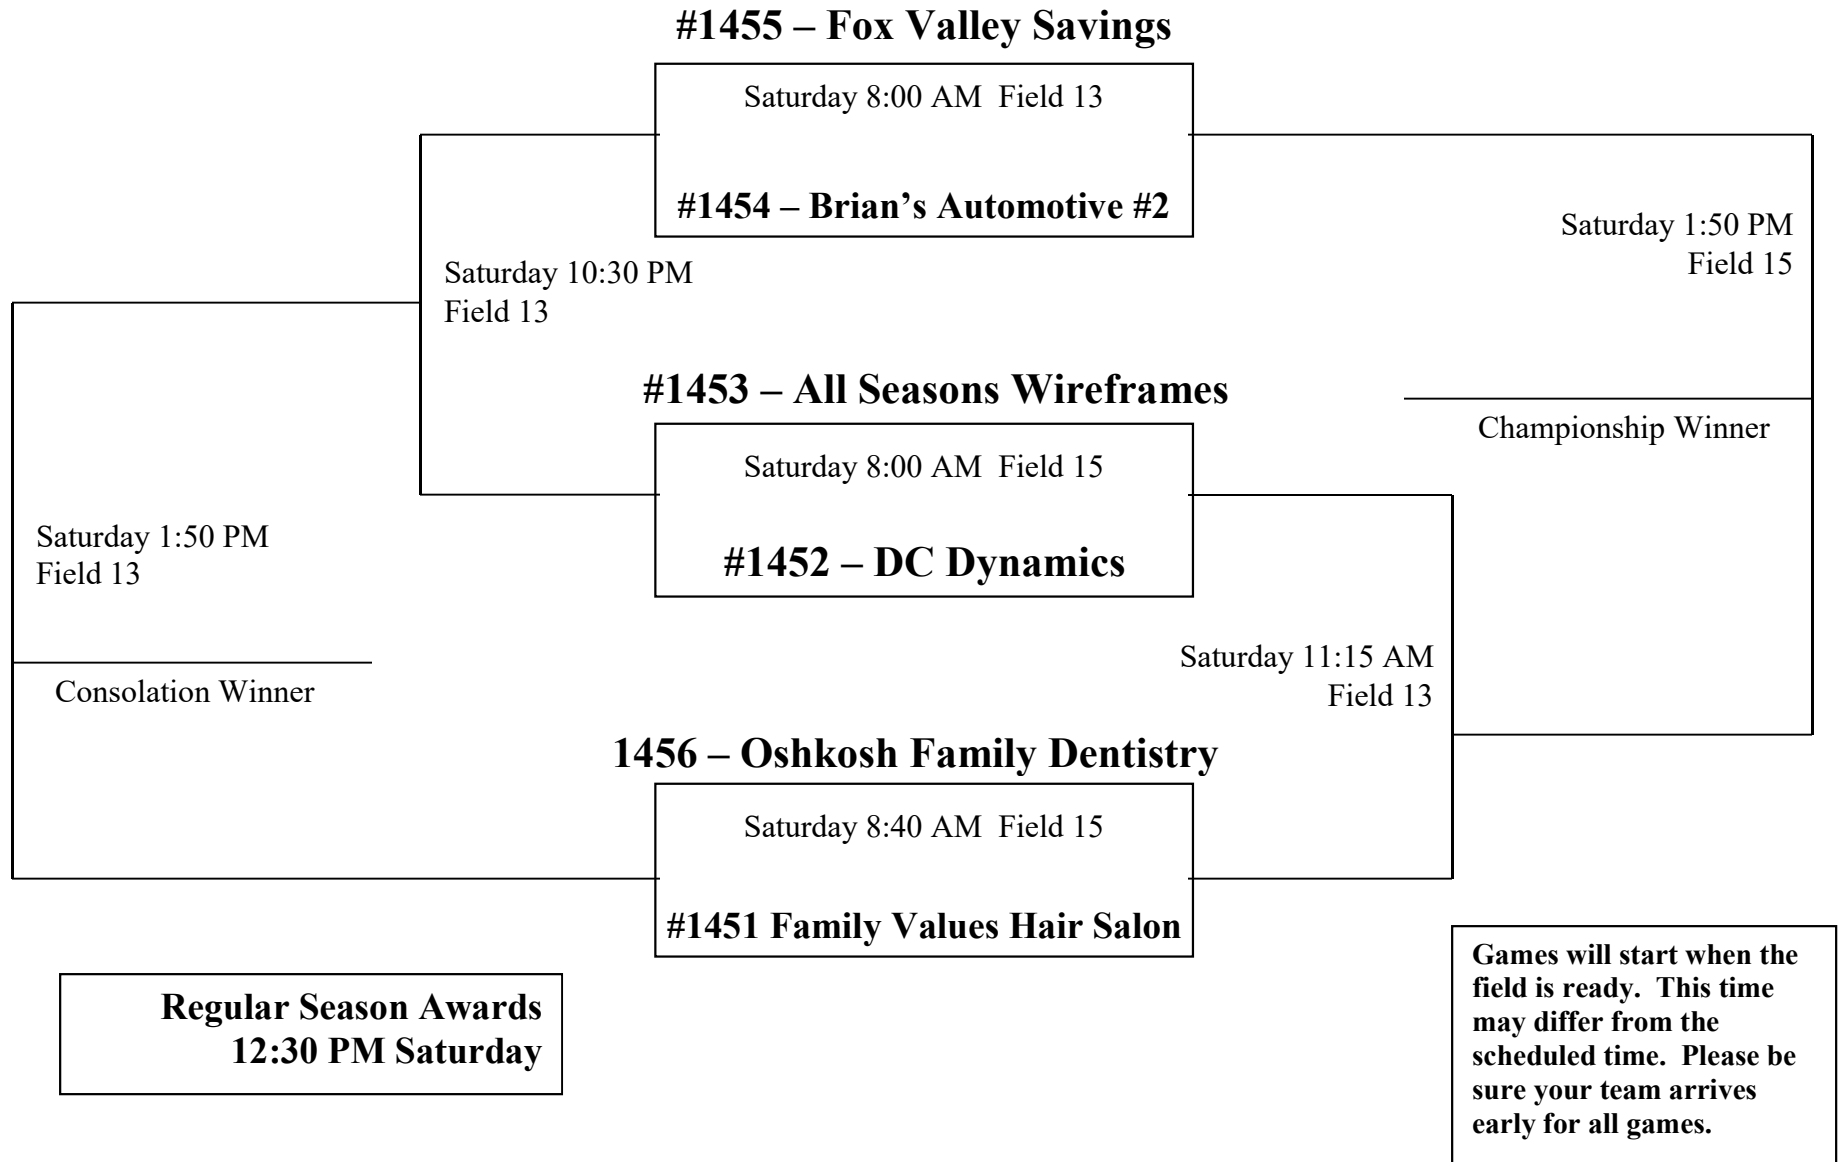 #1455 – Fox Valley Savings
Saturday 8:00 AM  Field 13
#1454 – Brian’s Automotive #2
Saturday 1:50 PM
Field 15
Saturday 10:30 PM
Field 13
#1453 – All Seasons Wireframes
Championship Winner
Saturday 8:00 AM  Field 15
Saturday 1:50 PM
Field 13
#1452 – DC Dynamics
Saturday 11:15 AM
Field 13
Consolation Winner
1456 – Oshkosh Family Dentistry
Saturday 8:40 AM  Field 15
#1451 Family Values Hair Salon
Regular Season Awards
12:30 PM Saturday
Games will start when the
field is ready.  This time
may differ from the
scheduled time.  Please be
sure your team arrives
early for all games.